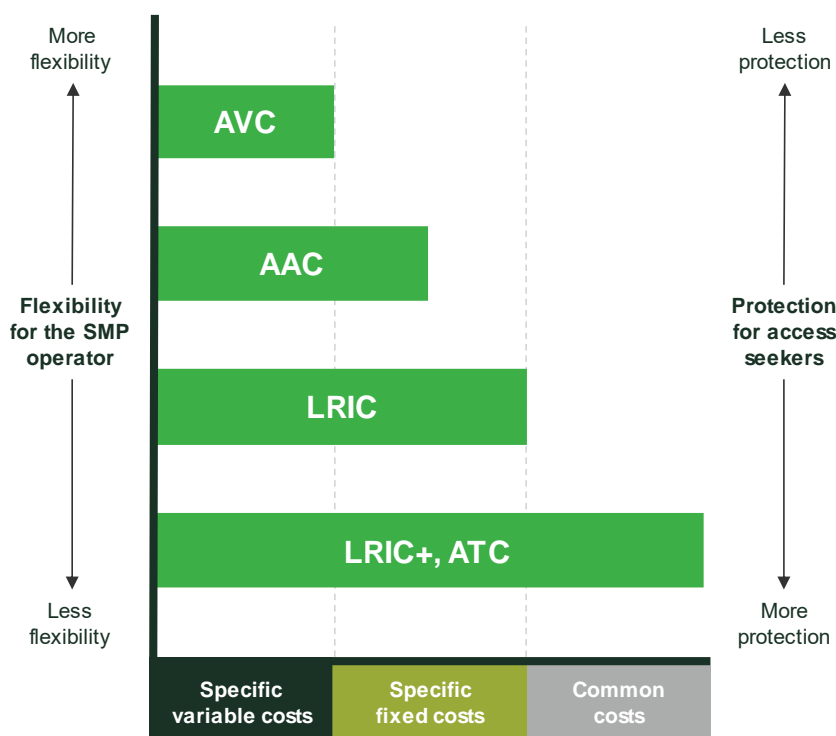 More
flexibility
Less
protection
AVC
AAC
Flexibility
for the SMP
operator
Protection
for access
seekers
LRIC
LRIC+, ATC
Less
flexibility
More
protection
Specific
variable costs
Specific
fixed costs
Common
costs